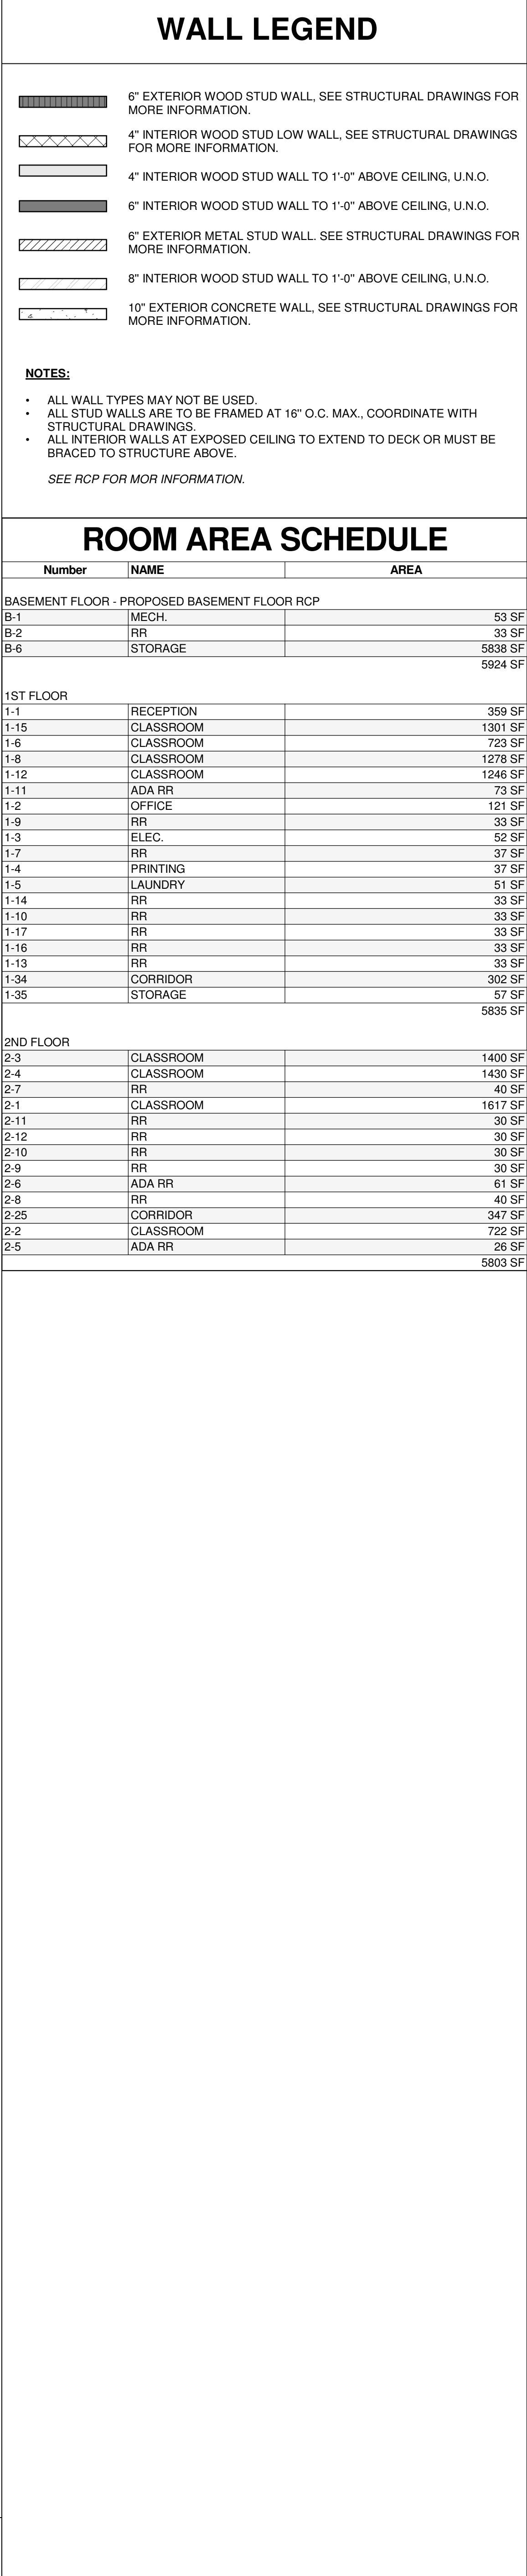 WALL LEGEND
6" EXTERIOR WOOD STUD WALL, SEE STRUCTURAL DRAWINGS FOR
MORE INFORMATION.
4" INTERIOR WOOD STUD LOW WALL, SEE STRUCTURAL DRAWINGS
FOR MORE INFORMATION.
4" INTERIOR WOOD STUD WALL TO 1'-0" ABOVE CEILING, U.N.O.
6" INTERIOR WOOD STUD WALL TO 1'-0" ABOVE CEILING, U.N.O.
6" EXTERIOR METAL STUD WALL. SEE STRUCTURAL DRAWINGS FOR
MORE INFORMATION.
8" INTERIOR WOOD STUD WALL TO 1'-0" ABOVE CEILING, U.N.O.
10" EXTERIOR CONCRETE WALL, SEE STRUCTURAL DRAWINGS FOR
MORE INFORMATION.
NOTES:
• ALL WALL TYPES MAY NOT BE USED.
• ALL STUD WALLS ARE TO BE FRAMED AT 16" O.C. MAX., COORDINATE WITH
STRUCTURAL DRAWINGS.
• ALL INTERIOR WALLS AT EXPOSED CEILING TO EXTEND TO DECK OR MUST BE
BRACED TO STRUCTURE ABOVE.
SEE RCP FOR MOR INFORMATION.
ROOM AREA SCHEDULE
Number NAME AREA
BASEMENT FLOOR - PROPOSED BASEMENT FLOOR RCP
B-1 MECH. 53 SF
B-2 RR 33 SF
B-6 STORAGE 5838 SF
5924 SF
1ST FLOOR
1-1 RECEPTION 359 SF
1-15 CLASSROOM 1301 SF
1-6 CLASSROOM 723 SF
1-8 CLASSROOM 1278 SF
1-12 CLASSROOM 1246 SF
1-11 ADA RR 73 SF
1-2 OFFICE 121 SF
1-9 RR 33 SF
1-3 ELEC. 52 SF
1-7 RR 37 SF
1-4 PRINTING 37 SF
1-5 LAUNDRY 51 SF
1-14 RR 33 SF
1-10 RR 33 SF
1-17 RR 33 SF
1-16 RR 33 SF
1-13 RR 33 SF
1-34 CORRIDOR 302 SF
1-35 STORAGE 57 SF
5835 SF
2ND FLOOR
2-3 CLASSROOM 1400 SF
2-4 CLASSROOM 1430 SF
2-7 RR 40 SF
2-1 CLASSROOM 1617 SF
2-11 RR 30 SF
2-12 RR 30 SF
2-10 RR 30 SF
2-9 RR 30 SF
2-6 ADA RR 61 SF
2-8 RR 40 SF
2-25 CORRIDOR 347 SF
2-2 CLASSROOM 722 SF
2-5 ADA RR 26 SF
5803 SF